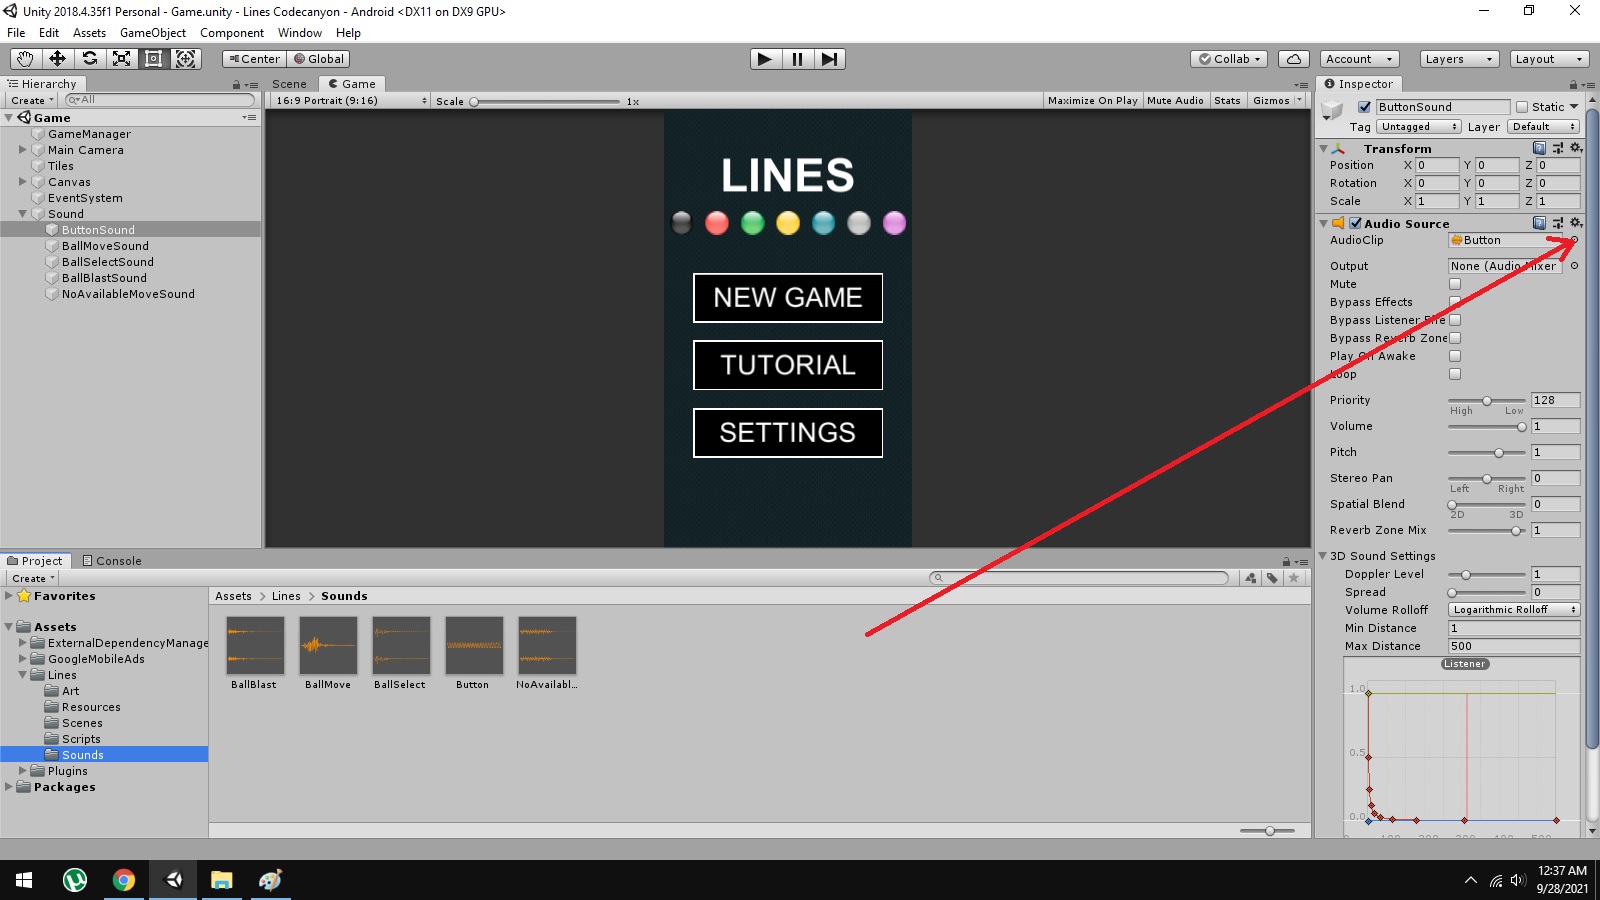 Unity 2018.4.35f1 Personal - Game.unity - Lines Codecanyon - Android <DX11 on DX9 GPU>
File Edit Assets GameObject Component Window Help
Center Global Collab Account Layers Layout
Hierarchy
Create All
Game
GameManager
Main Camera
Tiles
Canvas
EventSystem
Sound
ButtonSound
BallMoveSound
BallSelectSound
BallBlastSound
NoAvailableMoveSound
Scene Game
16:9 Portrait (9:16) Scale 1x Maximize On Play Mute Audio Stats Gizmos
LINES
NEW GAME
TUTORIAL
SETTINGS
Inspector
ButtonSound Static
Tag Untagged Layer Default
Transform
Position X 0 Y 0 Z 0
Rotation X 0 Y 0 Z 0
Scale X 1 Y 1 Z 1
Audio Source
AudioClip Button
Output None (Audio Mixer
Mute
Bypass Effects
Bypass Listener Effe
Bypass Reverb Zone
Play On Awake
Loop
Priority 128
High Low
Volume 1
Pitch 1
Stereo Pan 0
Left Right
Spatial Blend 0
2D 3D
Reverb Zone Mix 1
3D Sound Settings
Doppler Level 1
Spread 0
Volume Rolloff Logarithmic Rolloff
Min Distance 1
Max Distance 500
Listener
1.0
0.5
0.0
Project Console
Create
Favorites
Assets
ExternalDependencyManage
GoogleMobileAds
Lines
Art
Resources
Scenes
Scripts
Sounds
Plugins
Packages
Assets > Lines > Sounds
BallBlast BallMove BallSelect Button NoAvailabl...
12:37 AM
9/28/2021